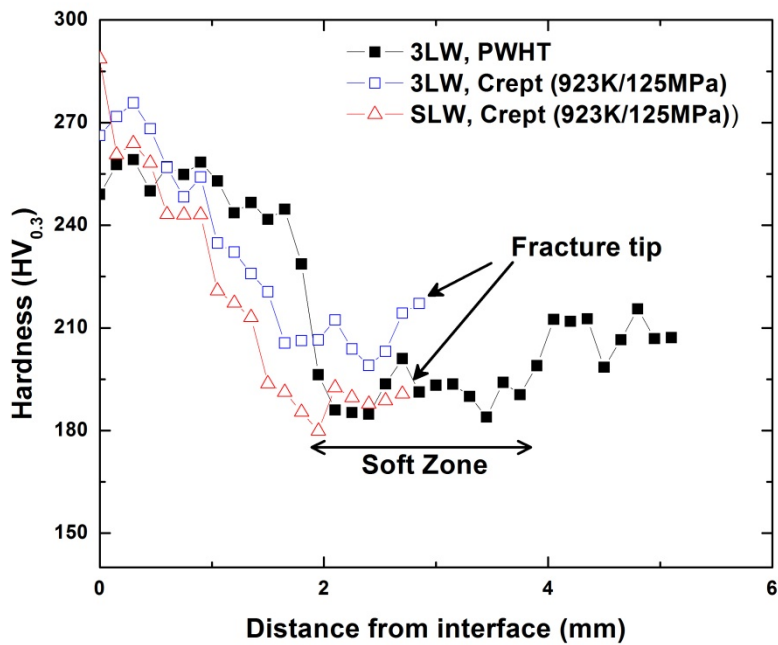 300
270
240
210
180
150
0
2
4
6
Hardness (HV0.3)
Distance from interface (mm)
3LW, PWHT
3LW, Crept (923K/125MPa)
SLW, Crept (923K/125MPa))
Fracture tip
Soft Zone